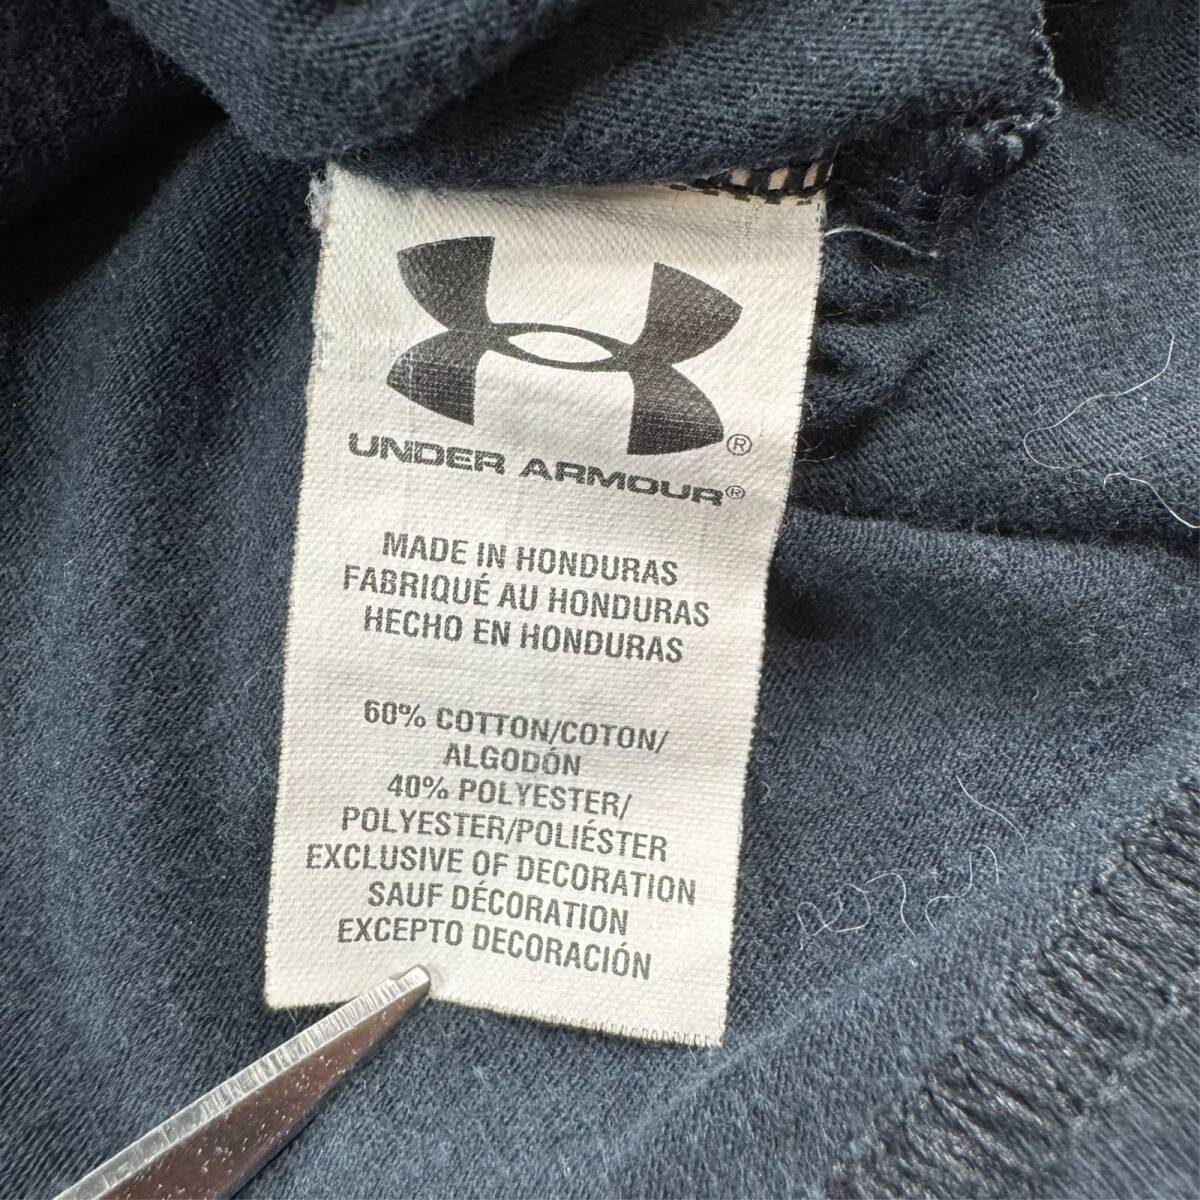 ®
UNDER ARMOUR®
MADE IN HONDURAS
FABRIQUÉ AU HONDURAS
HECHO EN HONDURAS
60% COTTON/COTON/
ALGODÓN
40% POLYESTER/
POLYESTER/POLIÉSTER
EXCLUSIVE OF DECORATION
SAUF DÉCORATION
EXCEPTO DECORACIÓN